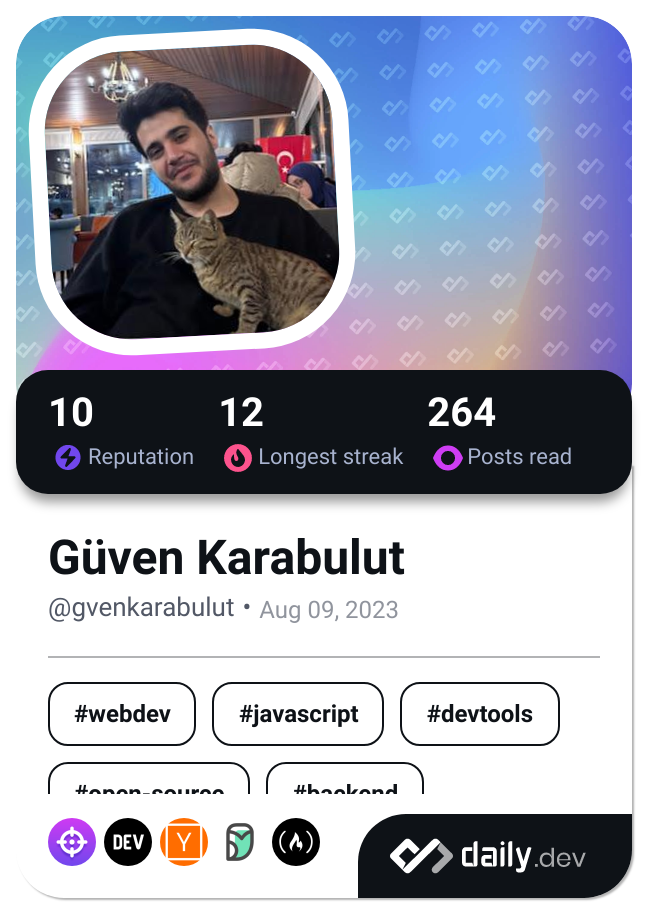 10 12 264
Reputation Longest streak Posts read
Güven Karabulut
@gvenkarabulut • Aug 09, 2023
#webdev #javascript #devtools
#open-source #backend
DEV Y
daily.dev